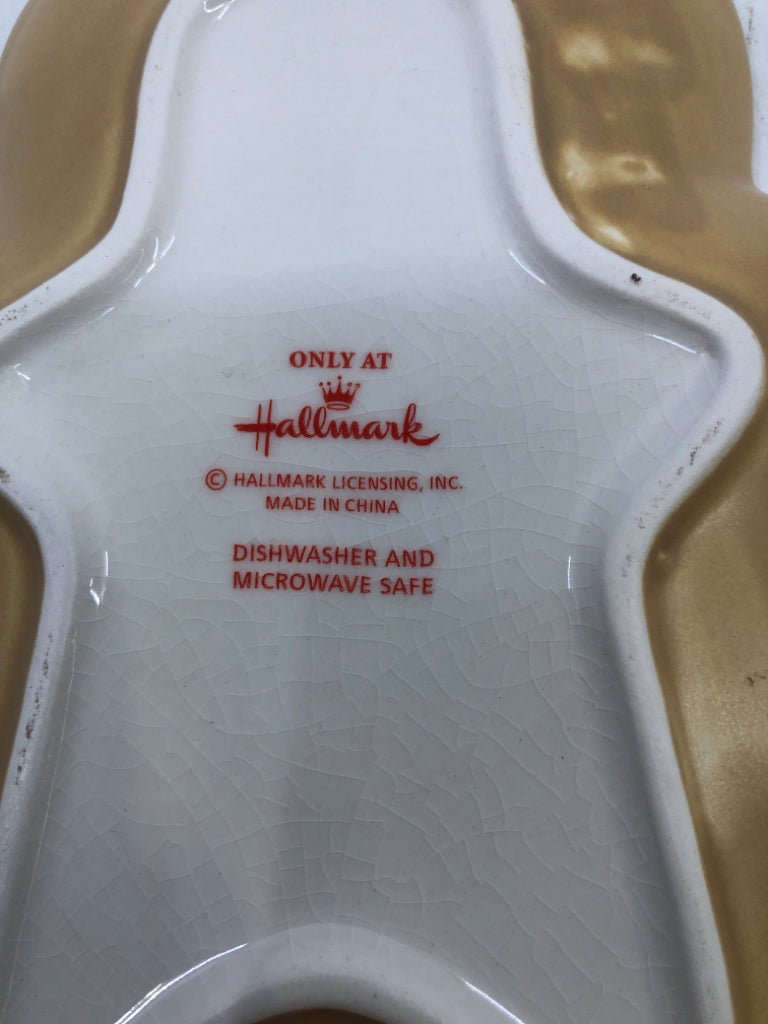 ONLY AT
Hallmark
© HALLMARK LICENSING, INC.
MADE IN CHINA
DISHWASHER AND
MICROWAVE SAFE